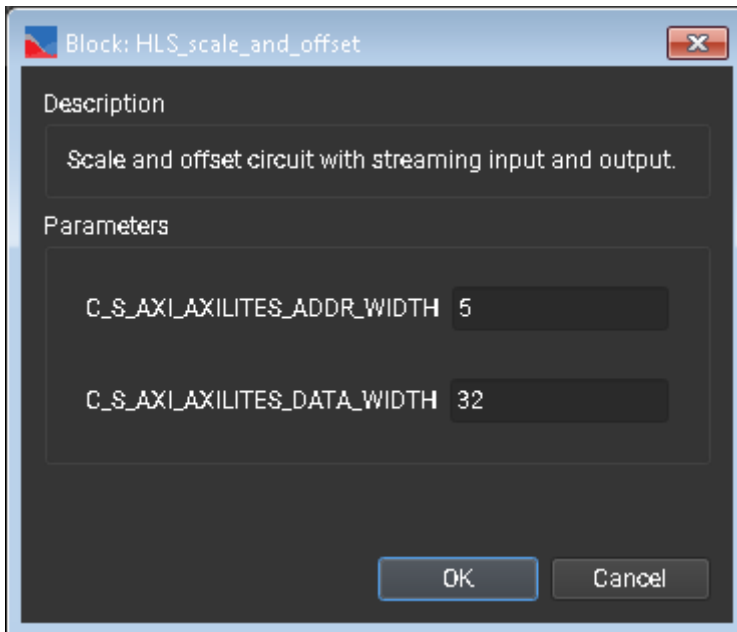 Block: HLS_scale_and_offset
Description
Scale and offset circuit with streaming input and output.
Parameters
C_S_AXI_AXILITES_ADDR_WIDTH 5
C_S_AXI_AXILITES_DATA_WIDTH 32
OK Cancel